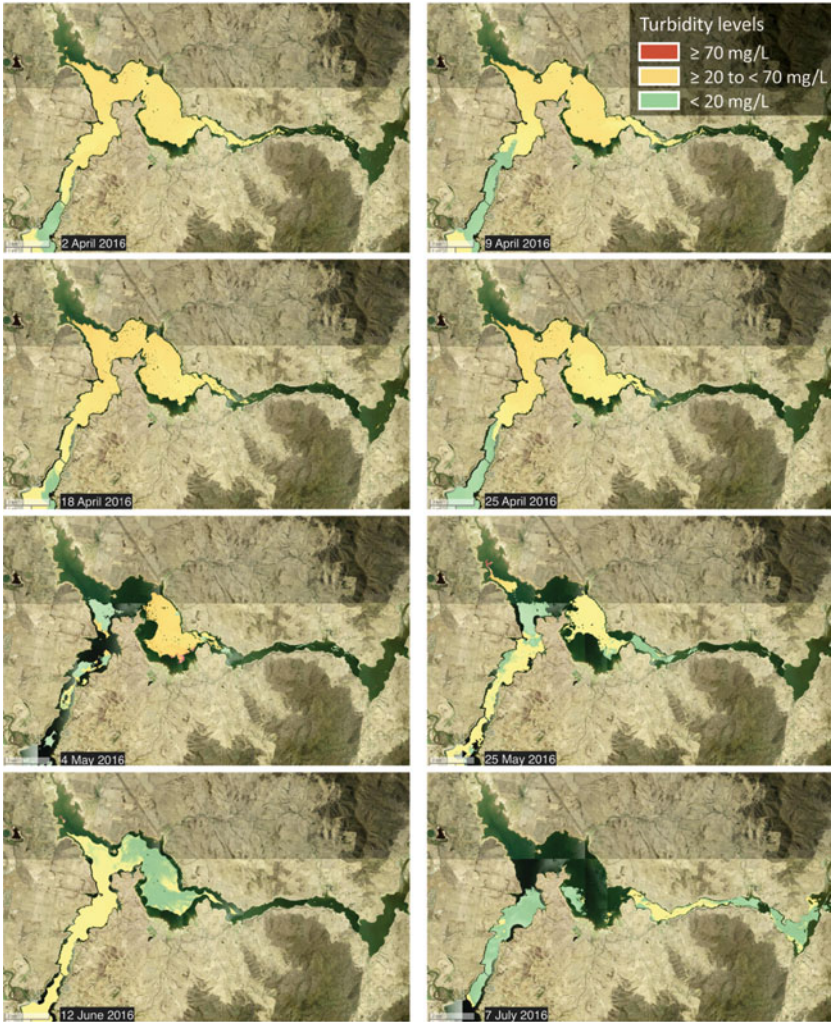 Turbidity levels
≥ 70 mg/L
≥ 20 to < 70 mg/L
< 20 mg/L
2 April 2016
9 April 2016
18 April 2016
25 April 2016
4 May 2016
25 May 2016
12 June 2016
7 July 2016